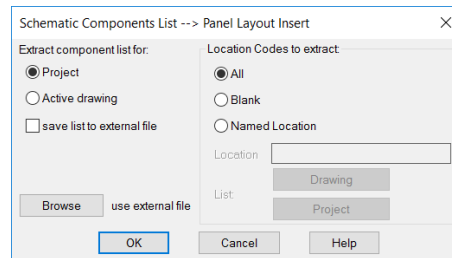 Schematic Components List --> Panel Layout Insert
Extract component list for:
Project
Active drawing
save list to external file
Browse use external file
Location Codes to extract:
All
Blank
Named Location
Location
List:
Drawing
Project
OK Cancel Help